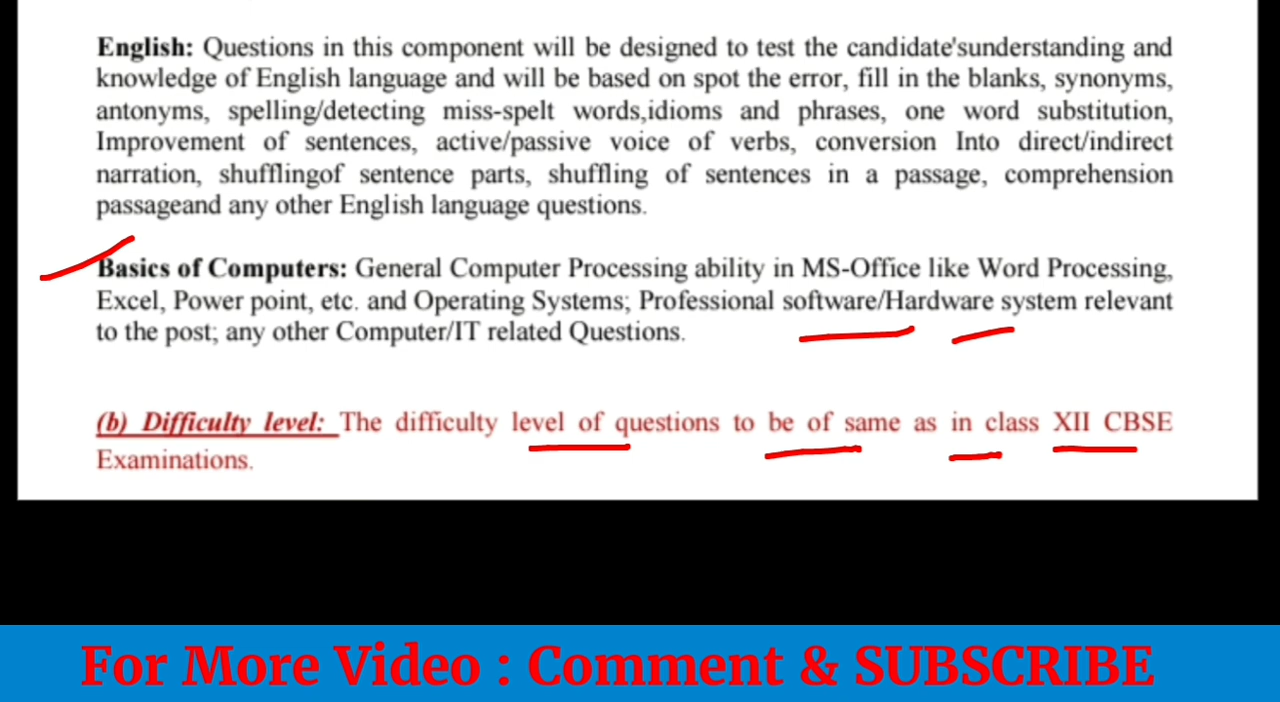 English: Questions in this component will be designed to test the candidate'sunderstanding and
knowledge of English language and will be based on spot the error, fill in the blanks, synonyms,
antonyms, spelling/detecting miss-spelt words,idioms and phrases, one word substitution,
Improvement of sentences, active/passive voice of verbs, conversion Into direct/indirect
narration, shufflingof sentence parts, shuffling of sentences in a passage, comprehension
passageand any other English language questions.
Basics of Computers: General Computer Processing ability in MS-Office like Word Processing,
Excel, Power point, etc. and Operating Systems; Professional software/Hardware system relevant
to the post; any other Computer/IT related Questions.
(b) Difficulty level: The difficulty level of questions to be of same as in class XII CBSE
Examinations.
For More Video : Comment & SUBSCRIBE